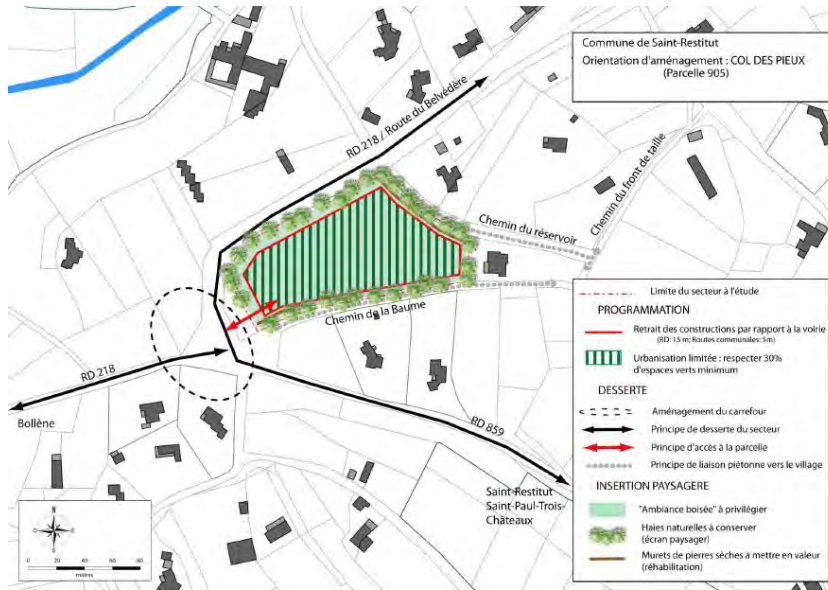 Commune de Saint-Restitut
Orientation d'aménagement : COL DES PIEUX
(Parcelle 905)
RD 218 / Route du Belvédère
Chemin du réservoir
Chemin du front de taille
Chemin de la Baume
RD 218
Bollène
RD 859
Saint-Restitut
Saint-Paul-Trois-
Châteaux
Limite du secteur à l'étude
PROGRAMMATION
Retrait des constructions par rapport à la voirie
(RD: 15 m; Routes communales: 5m)
Urbanisation limitée : respecter 30%
d'espaces verts minimum
DESSERTE
Aménagement du carrefour
Principe de desserte du secteur
Principe d'accès à la parcelle
Principe de liaison piétonne vers le village
INSERTION PAYSAGERE
"Ambiance boisée" à privilégier
Haies naturelles à conserver
(écran paysager)
Murets de pierres sèches à mettre en valeur
(réhabilitation)
0 20 40 60 80
mètres